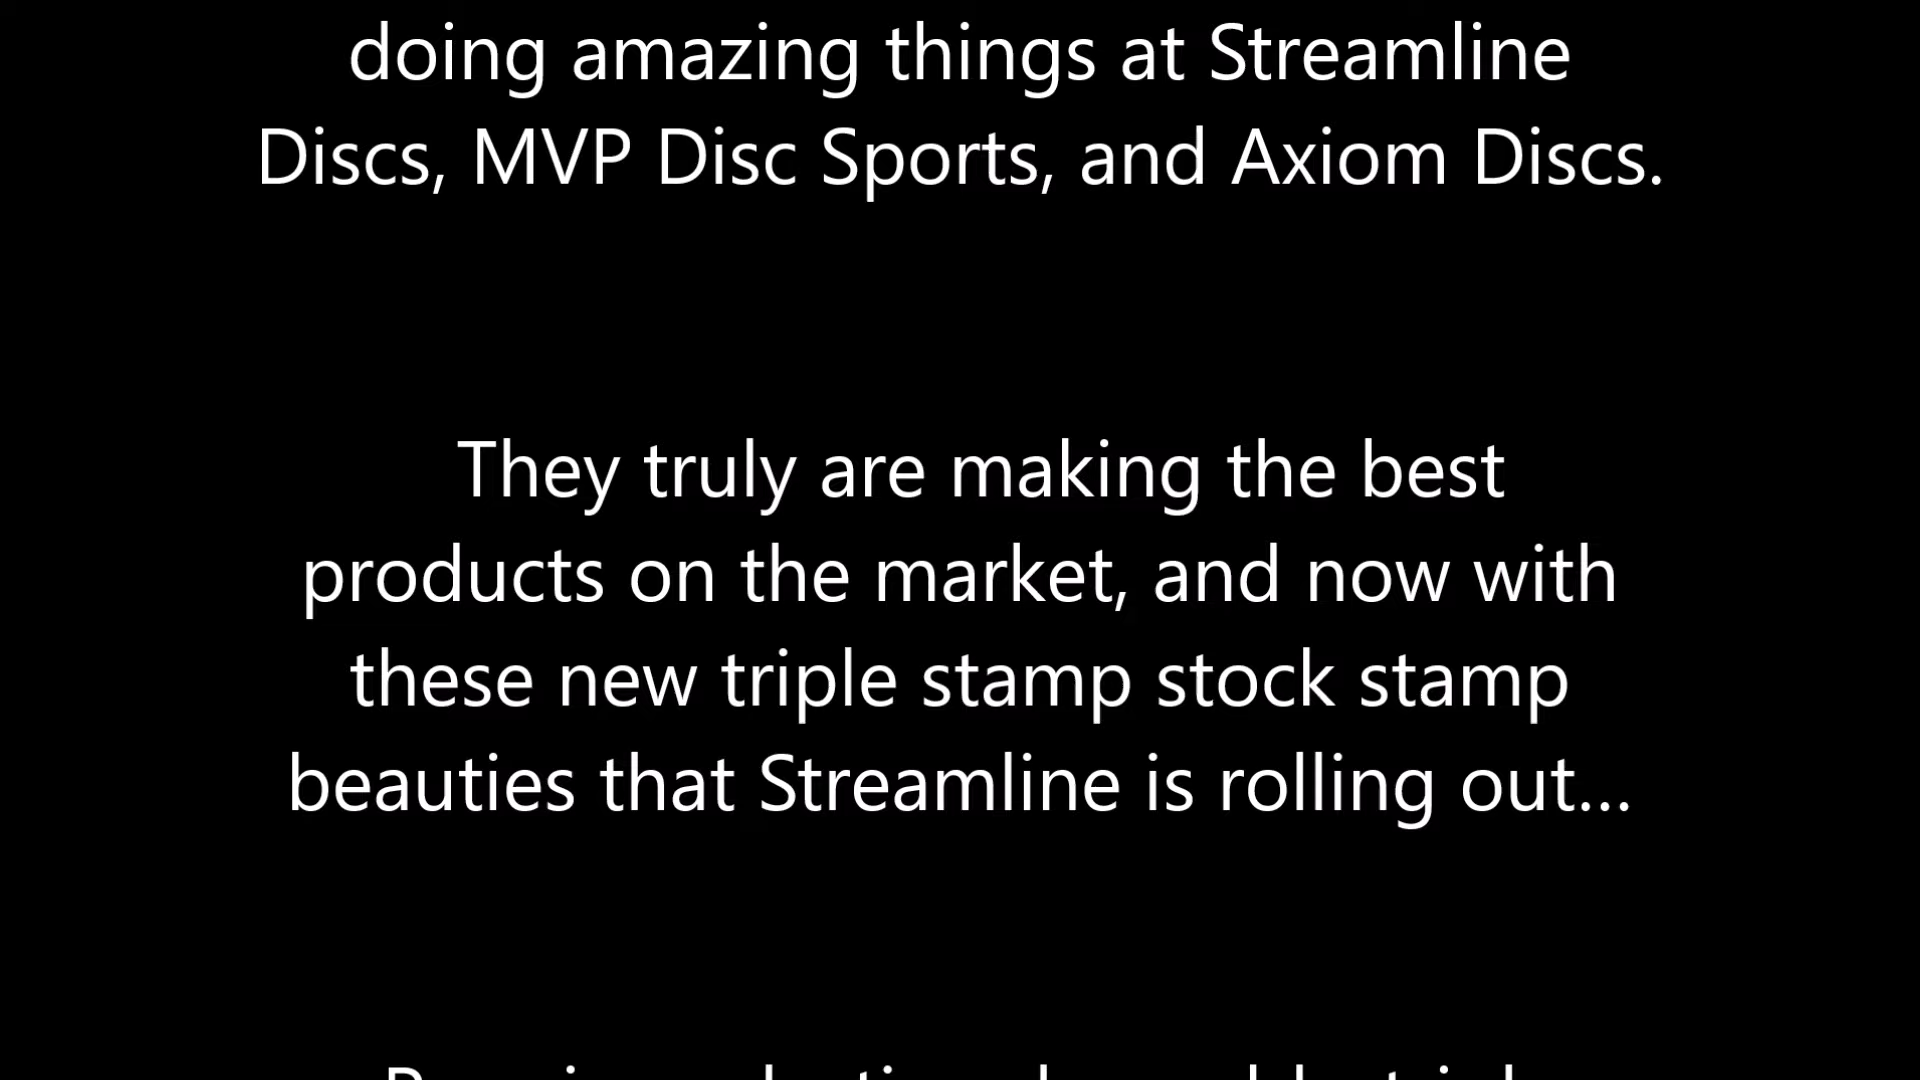 doing amazing things at Streamline
Discs, MVP Disc Sports, and Axiom Discs.
They truly are making the best
products on the market, and now with
these new triple stamp stock stamp
beauties that Streamline is rolling out...